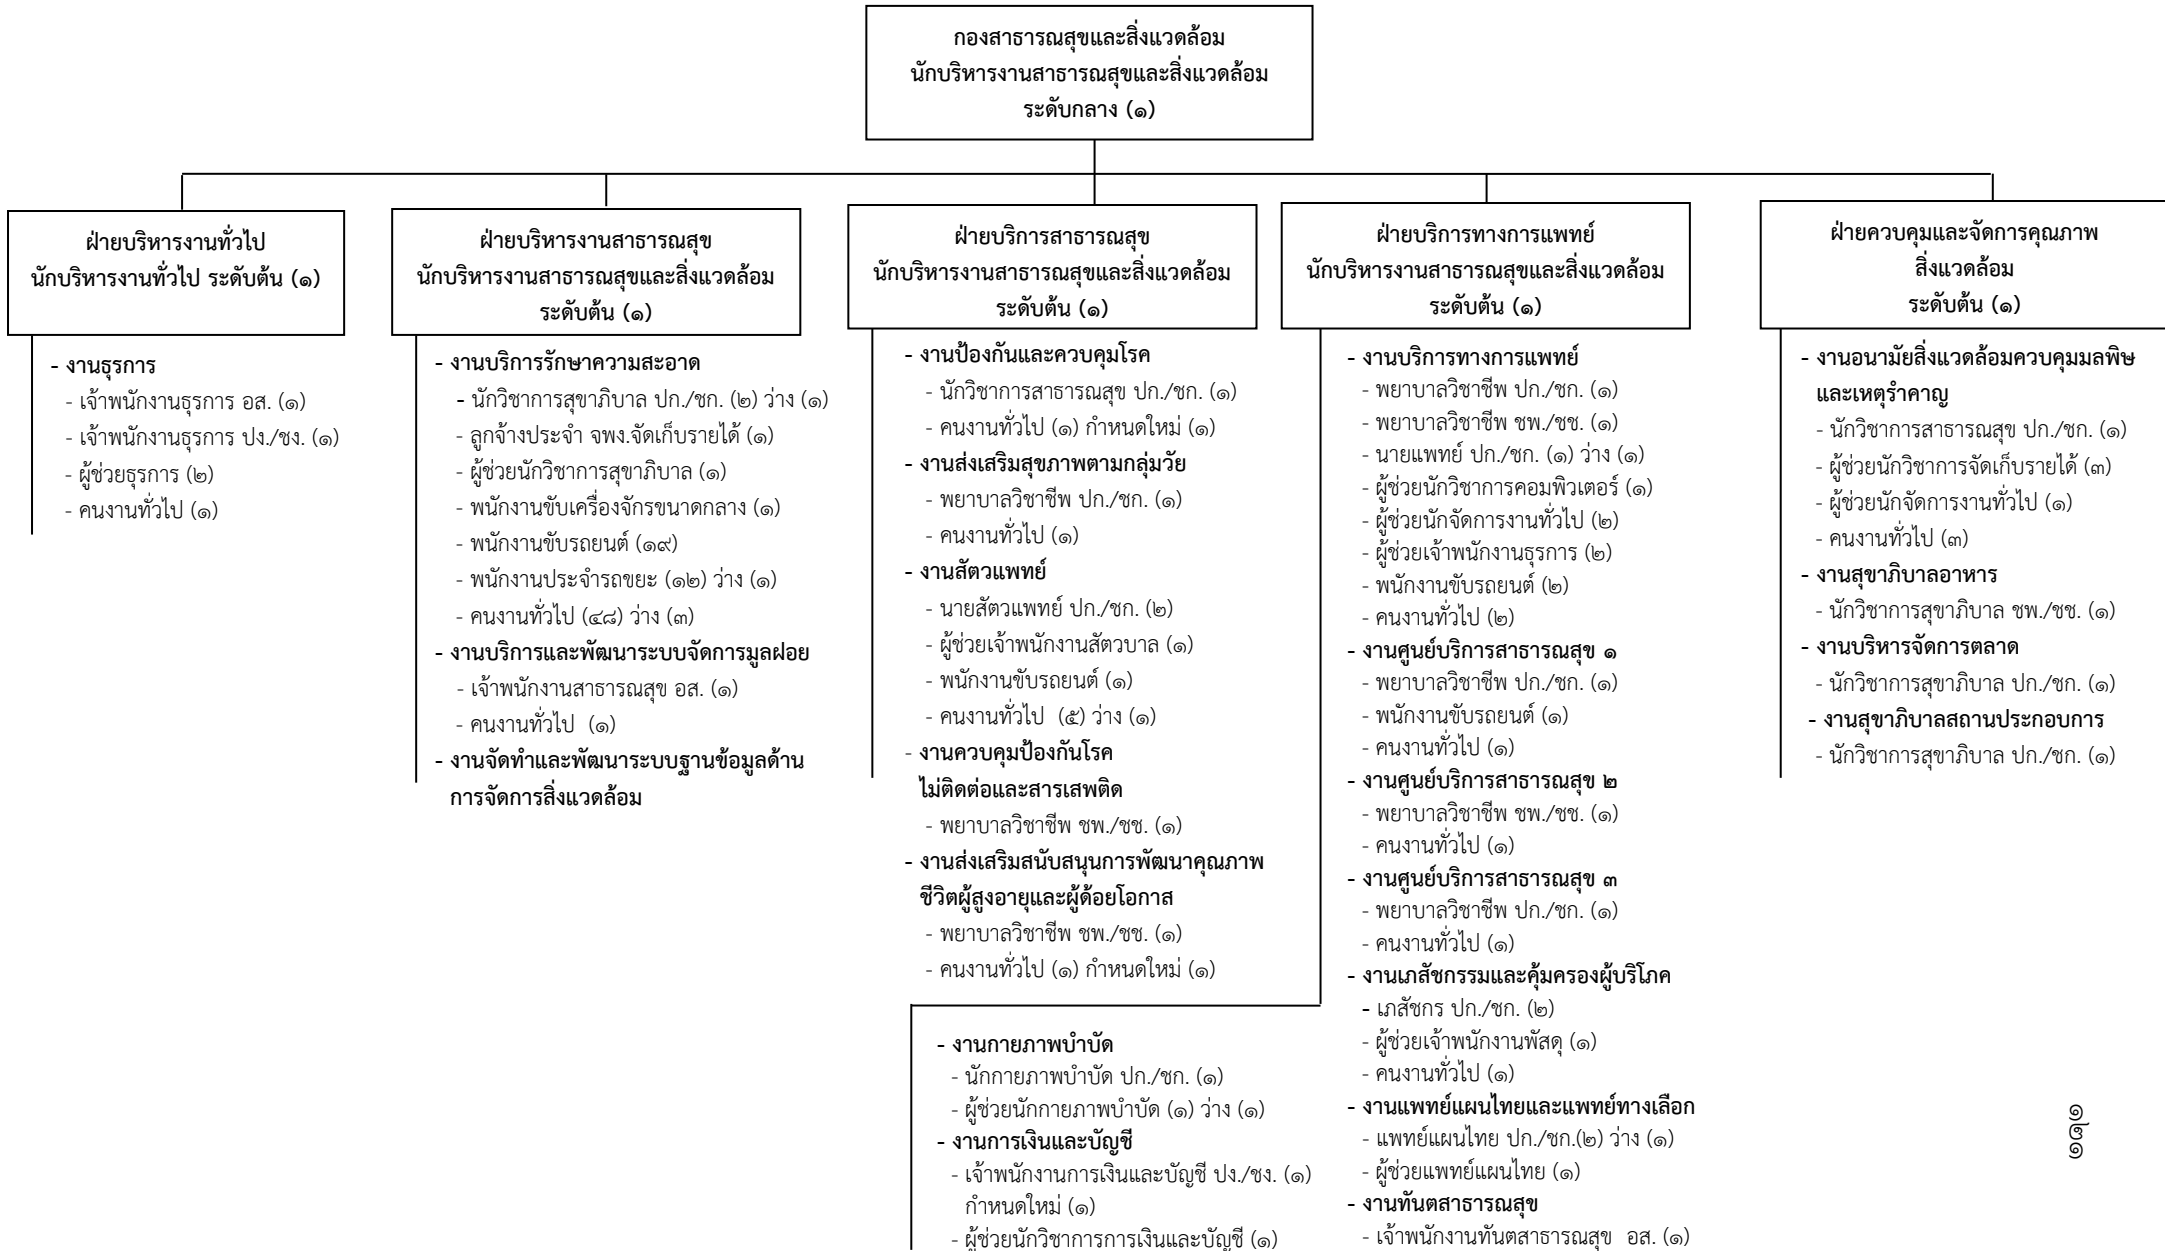 กองสาธารณสุขและสิ่งแวดล้อม
นักบริหารงานสาธารณสุขและสิ่งแวดล้อม
ระดับกลาง (๑)
ฝ่ายบริหารงานทั่วไป
นักบริหารงานทั่วไป ระดับต้น (๑)
- งานธุรการ
- เจ้าพนักงานธุรการ อส. (๑)
- เจ้าพนักงานธุรการ ปง./ชง. (๑)
- ผู้ช่วยธุรการ (๒)
- คนงานทั่วไป (๑)
ฝ่ายบริหารงานสาธารณสุข
นักบริหารงานสาธารณสุขและสิ่งแวดล้อม
ระดับต้น (๑)
- งานบริการรักษาความสะอาด
- นักวิชาการสุขาภิบาล ปก./ชก. (๒) ว่าง (๑)
- ลูกจ้างประจำ จพง.จัดเก็บรายได้ (๑)
- ผู้ช่วยนักวิชาการสุขาภิบาล (๑)
- พนักงานขับเครื่องจักรขนาดกลาง (๑)
- พนักงานขับรถยนต์ (๑๙)
- พนักงานประจำรถขยะ (๑๒) ว่าง (๑)
- คนงานทั่วไป (๔๘) ว่าง (๓)
- งานบริการและพัฒนาระบบจัดการมูลฝอย
- เจ้าพนักงานสาธารณสุข อส. (๑)
- คนงานทั่วไป (๑)
- งานจัดทำและพัฒนาระบบฐานข้อมูลด้าน
การจัดการสิ่งแวดล้อม
ฝ่ายบริการสาธารณสุข
นักบริหารงานสาธารณสุขและสิ่งแวดล้อม
ระดับต้น (๑)
- งานป้องกันและควบคุมโรค
- นักวิชาการสาธารณสุข ปก./ชก. (๑)
- คนงานทั่วไป (๑) กำหนดใหม่ (๑)
- งานส่งเสริมสุขภาพตามกลุ่มวัย
- พยาบาลวิชาชีพ ปก./ชก. (๑)
- คนงานทั่วไป (๑)
- งานสัตวแพทย์
- นายสัตวแพทย์ ปก./ชก. (๒)
- ผู้ช่วยเจ้าพนักงานสัตวบาล (๑)
- พนักงานขับรถยนต์ (๑)
- คนงานทั่วไป (๕) ว่าง (๑)
- งานควบคุมป้องกันโรค
ไม่ติดต่อและสารเสพติด
- พยาบาลวิชาชีพ ชพ./ชช. (๑)
- งานส่งเสริมสนับสนุนการพัฒนาคุณภาพ
ชีวิตผู้สูงอายุและผู้ด้อยโอกาส
- พยาบาลวิชาชีพ ชพ./ชช. (๑)
- คนงานทั่วไป (๑) กำหนดใหม่ (๑)
ฝ่ายบริการทางการแพทย์
นักบริหารงานสาธารณสุขและสิ่งแวดล้อม
ระดับต้น (๑)
- งานบริการทางการแพทย์
- พยาบาลวิชาชีพ ปก./ชก. (๑)
- พยาบาลวิชาชีพ ชพ./ชช. (๑)
- นายแพทย์ ปก./ชก. (๑) ว่าง (๑)
- ผู้ช่วยนักวิชาการคอมพิวเตอร์ (๑)
- ผู้ช่วยนักจัดการงานทั่วไป (๒)
- ผู้ช่วยเจ้าพนักงานธุรการ (๒)
- พนักงานขับรถยนต์ (๒)
- คนงานทั่วไป (๒)
- งานศูนย์บริการสาธารณสุข ๑
- พยาบาลวิชาชีพ ปก./ชก. (๑)
- พนักงานขับรถยนต์ (๑)
- คนงานทั่วไป (๑)
- งานศูนย์บริการสาธารณสุข ๒
- พยาบาลวิชาชีพ ชพ./ชช. (๑)
- คนงานทั่วไป (๑)
- งานศูนย์บริการสาธารณสุข ๓
- พยาบาลวิชาชีพ ปก./ชก. (๑)
- คนงานทั่วไป (๑)
- งานเภสัชกรรมและคุ้มครองผู้บริโภค
- เภสัชกร ปก./ชก. (๒)
- ผู้ช่วยเจ้าพนักงานพัสดุ (๑)
- คนงานทั่วไป (๑)
- งานแพทย์แผนไทยและแพทย์ทางเลือก
- แพทย์แผนไทย ปก./ชก.(๒) ว่าง (๑)
- ผู้ช่วยแพทย์แผนไทย (๑)
- งานทันตสาธารณสุข
- เจ้าพนักงานทันตสาธารณสุข อส. (๑)
- งานกายภาพบำบัด
- นักกายภาพบำบัด ปก./ชก. (๑)
- ผู้ช่วยนักกายภาพบำบัด (๑) ว่าง (๑)
- งานการเงินและบัญชี
- เจ้าพนักงานการเงินและบัญชี ปง./ชง. (๑)
กำหนดใหม่ (๑)
- ผู้ช่วยนักวิชาการการเงินและบัญชี (๑)
ฝ่ายควบคุมและจัดการคุณภาพ
สิ่งแวดล้อม
ระดับต้น (๑)
- งานอนามัยสิ่งแวดล้อมควบคุมมลพิษ
และเหตุรำคาญ
- นักวิชาการสาธารณสุข ปก./ชก. (๑)
- ผู้ช่วยนักวิชาการจัดเก็บรายได้ (๓)
- ผู้ช่วยนักจัดการงานทั่วไป (๑)
- คนงานทั่วไป (๓)
- งานสุขาภิบาลอาหาร
- นักวิชาการสุขาภิบาล ชพ./ชช. (๑)
- งานบริหารจัดการตลาด
- นักวิชาการสุขาภิบาล ปก./ชก. (๑)
- งานสุขาภิบาลสถานประกอบการ
- นักวิชาการสุขาภิบาล ปก./ชก. (๑)
๑๒๑